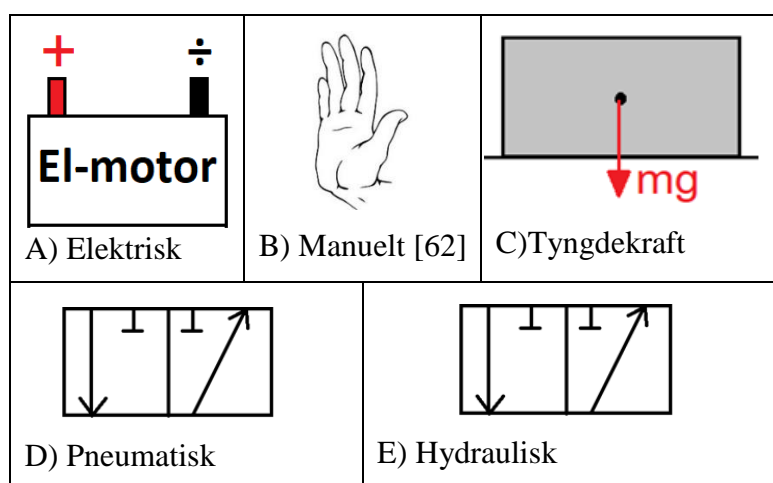 + ÷
El-motor
A) Elektrisk
B) Manuelt [62]
mg
C)Tyngdekraft
D) Pneumatisk
E) Hydraulisk